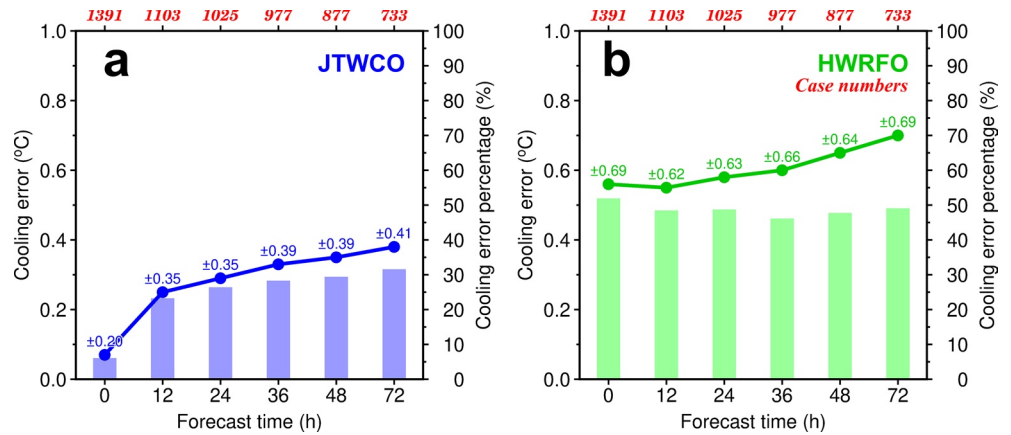 1391 1103 1025 977 877 733
1.0 0.8 0.6 0.4 0.2 0.0
Cooling error (ºC)
a
JTWCO
±0.20 ±0.35 ±0.35 ±0.39 ±0.39 ±0.41
100 90 80 70 60 50 40 30 20 10 0
Cooling error percentage (%)
0 12 24 36 48 72
Forecast time (h)
1391 1103 1025 977 877 733
1.0 0.8 0.6 0.4 0.2 0.0
Cooling error (ºC)
b
HWRFO
Case numbers
±0.69 ±0.62 ±0.63 ±0.66 ±0.64 ±0.69
100 90 80 70 60 50 40 30 20 10 0
Cooling error percentage (%)
0 12 24 36 48 72
Forecast time (h)